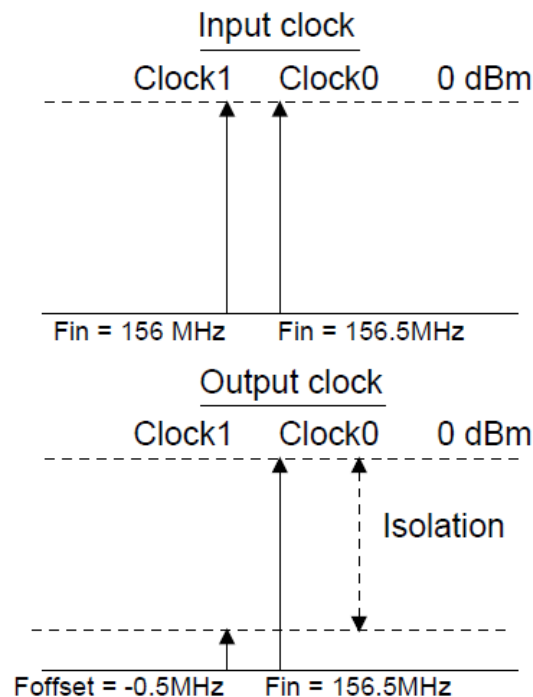 Input clock
Clock1 Clock0 0 dBm
Fin = 156 MHz Fin = 156.5MHz
Output clock
Clock1 Clock0 0 dBm
Isolation
Foffset = -0.5MHz Fin = 156.5MHz